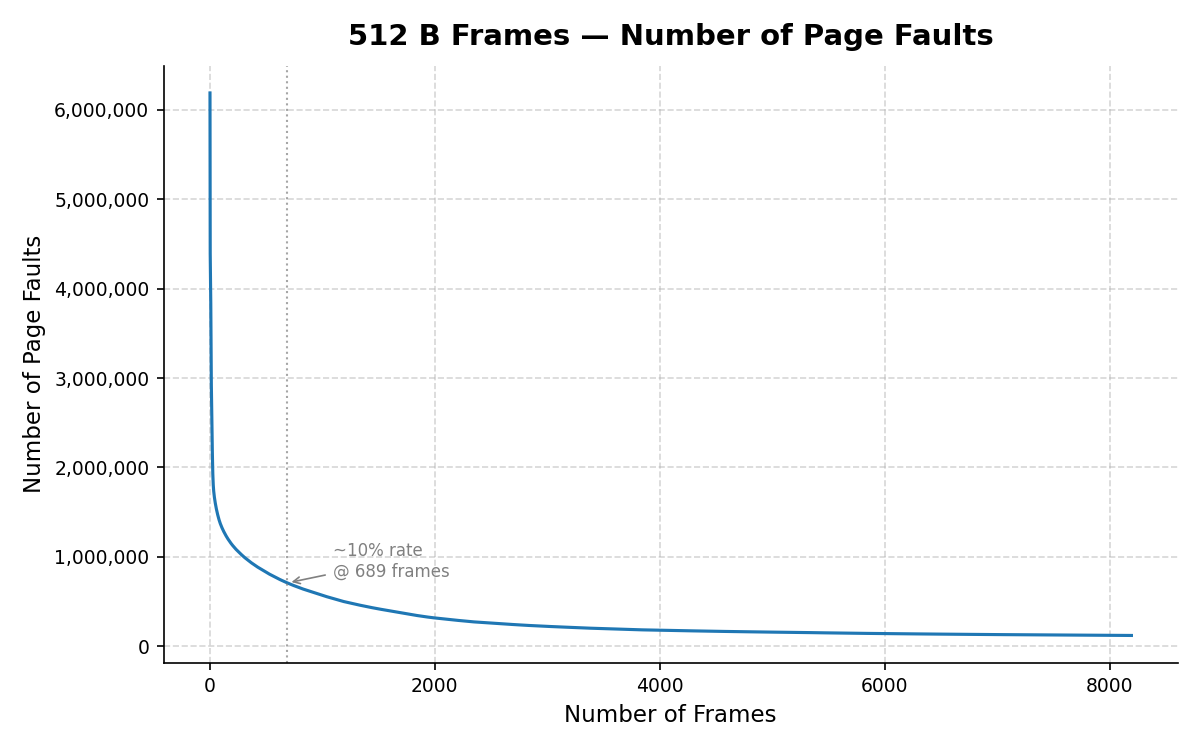 512 B Frames — Number of Page Faults
Number of Page Faults
6,000,000
5,000,000
4,000,000
3,000,000
2,000,000
1,000,000
0
~10% rate
@ 689 frames
0
2000
4000
6000
8000
Number of Frames